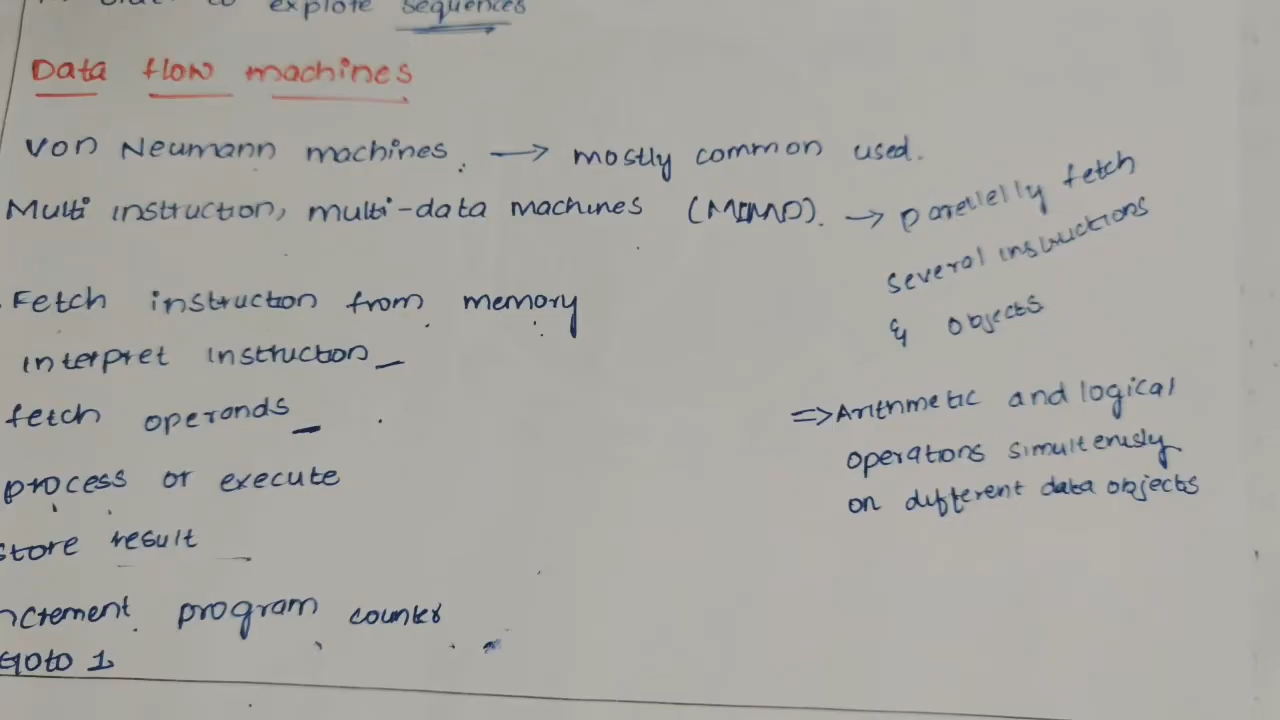 to explote sequences
Data flow machines
Von Neumann machines. → mostly common used.
Multi instruction, multi-data machines (MIMD). → parellelly fetch
several instructions
& objects
Fetch instruction from memory
interpret instruction
fetch operands
=> Arithmetic and logical
operations simultenusly
on different data objects
process or execute
store result
ncrement program counter
Goto 1